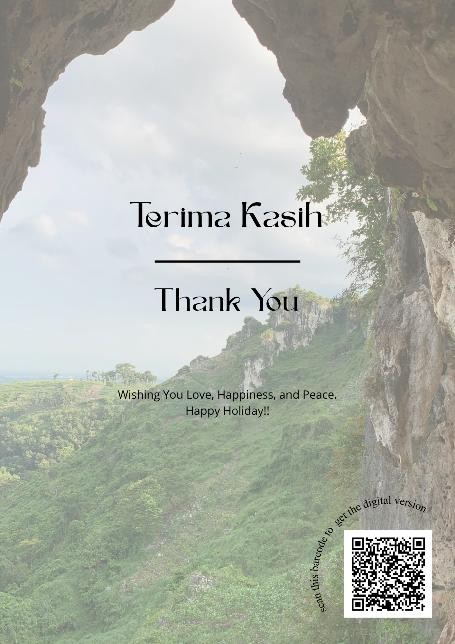 Terima Kasih
Thank You
Wishing You Love, Happiness, and Peace.
Happy Holiday!!
scan this barcode to get the digital version